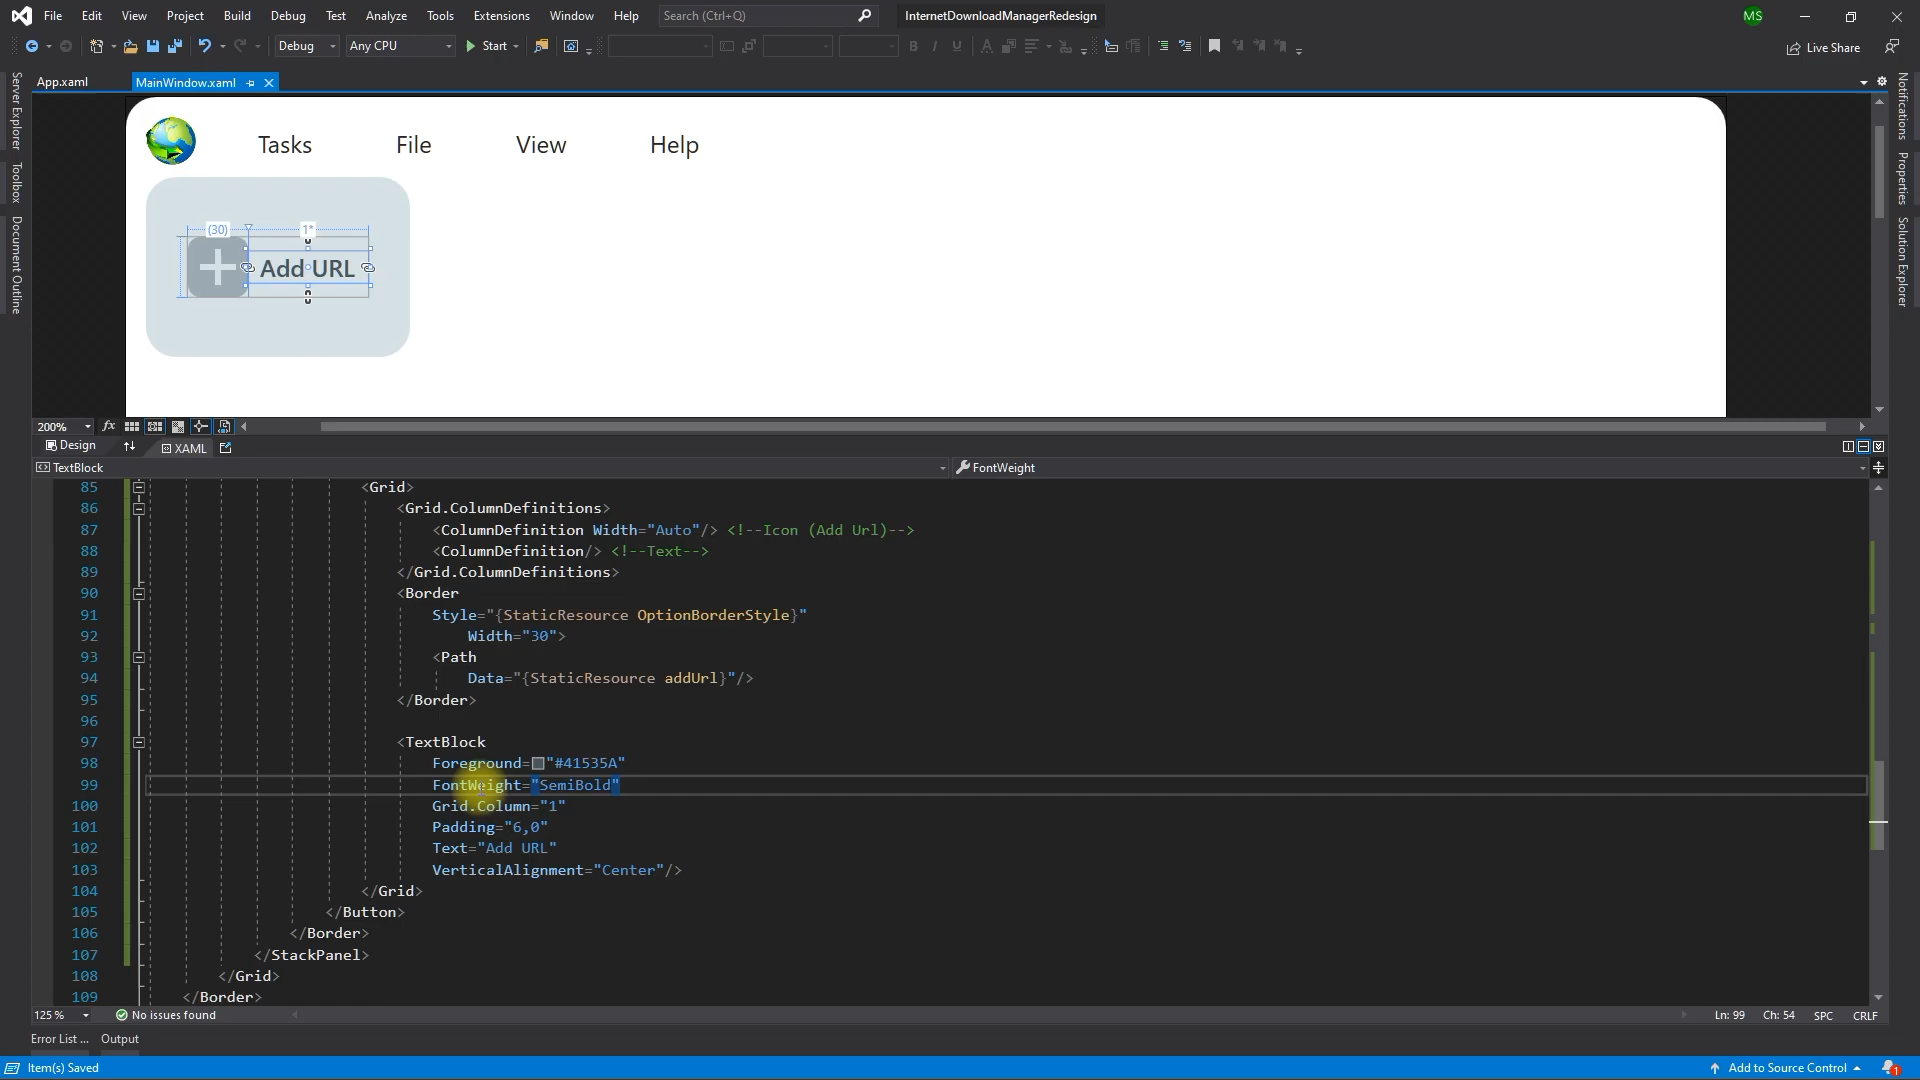 File Edit View Project Build Debug Test Analyze Tools Extensions Window Help Search (Ctrl+Q) InternetDownloadManagerRedesign MS
Debug Any CPU Start Live Share
App.xaml MainWindow.xaml
Server Explorer
Toolbox
Document Outline
Notifications
Properties
Solution Explorer
Tasks File View Help
(30) 1*
Add URL
200% fx
Design XAML
TextBlock FontWeight
85 <Grid>
86 <Grid.ColumnDefinitions>
87 <ColumnDefinition Width="Auto"/> <!--Icon (Add Url)-->
88 <ColumnDefinition/> <!--Text-->
89 </Grid.ColumnDefinitions>
90 <Border
91 Style="{StaticResource OptionBorderStyle}"
92 Width="30">
93 <Path
94 Data="{StaticResource addUrl}"/>
95 </Border>
96
97 <TextBlock
98 Foreground="#41535A"
99 FontWeight="SemiBold"
100 Grid.Column="1"
101 Padding="6,0"
102 Text="Add URL"
103 VerticalAlignment="Center"/>
104 </Grid>
105 </Button>
106 </Border>
107 </StackPanel>
108 </Grid>
109 </Border>
125 % No issues found Ln: 99 Ch: 54 SPC CRLF
Error List ... Output
Item(s) Saved Add to Source Control 1